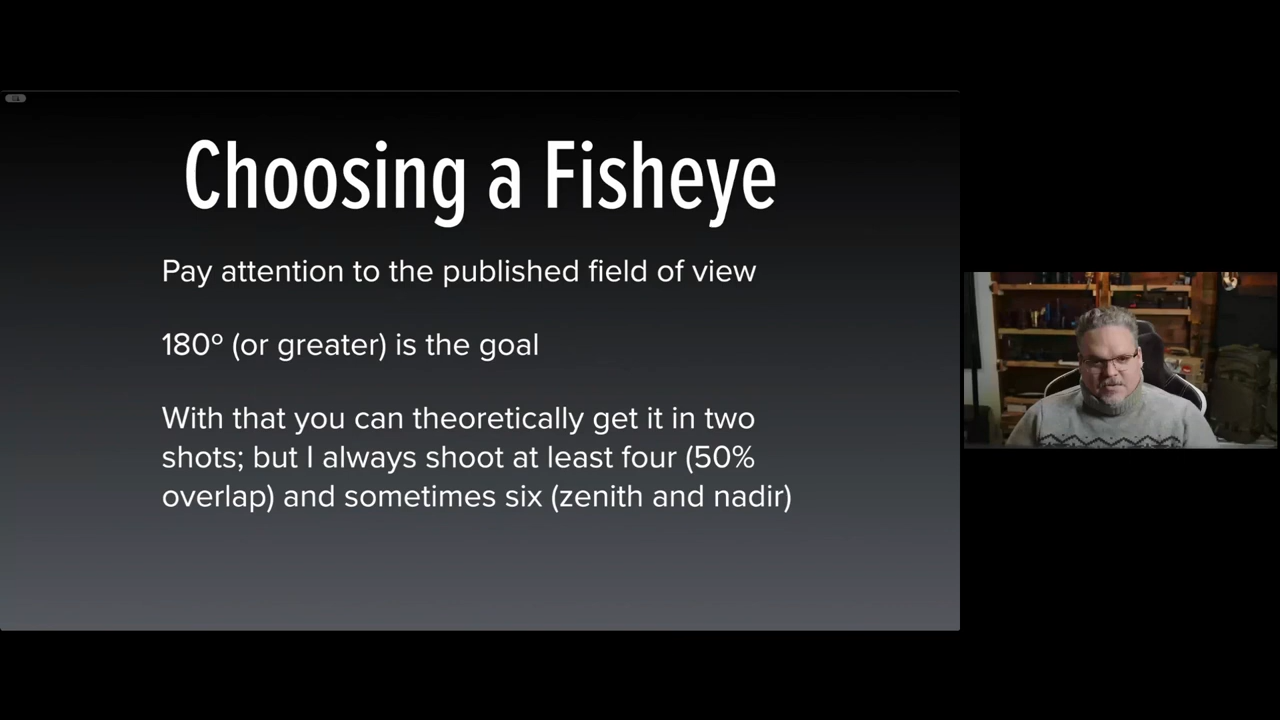 Choosing a Fisheye
Pay attention to the published field of view
180º (or greater) is the goal
With that you can theoretically get it in two
shots; but I always shoot at least four (50%
overlap) and sometimes six (zenith and nadir)